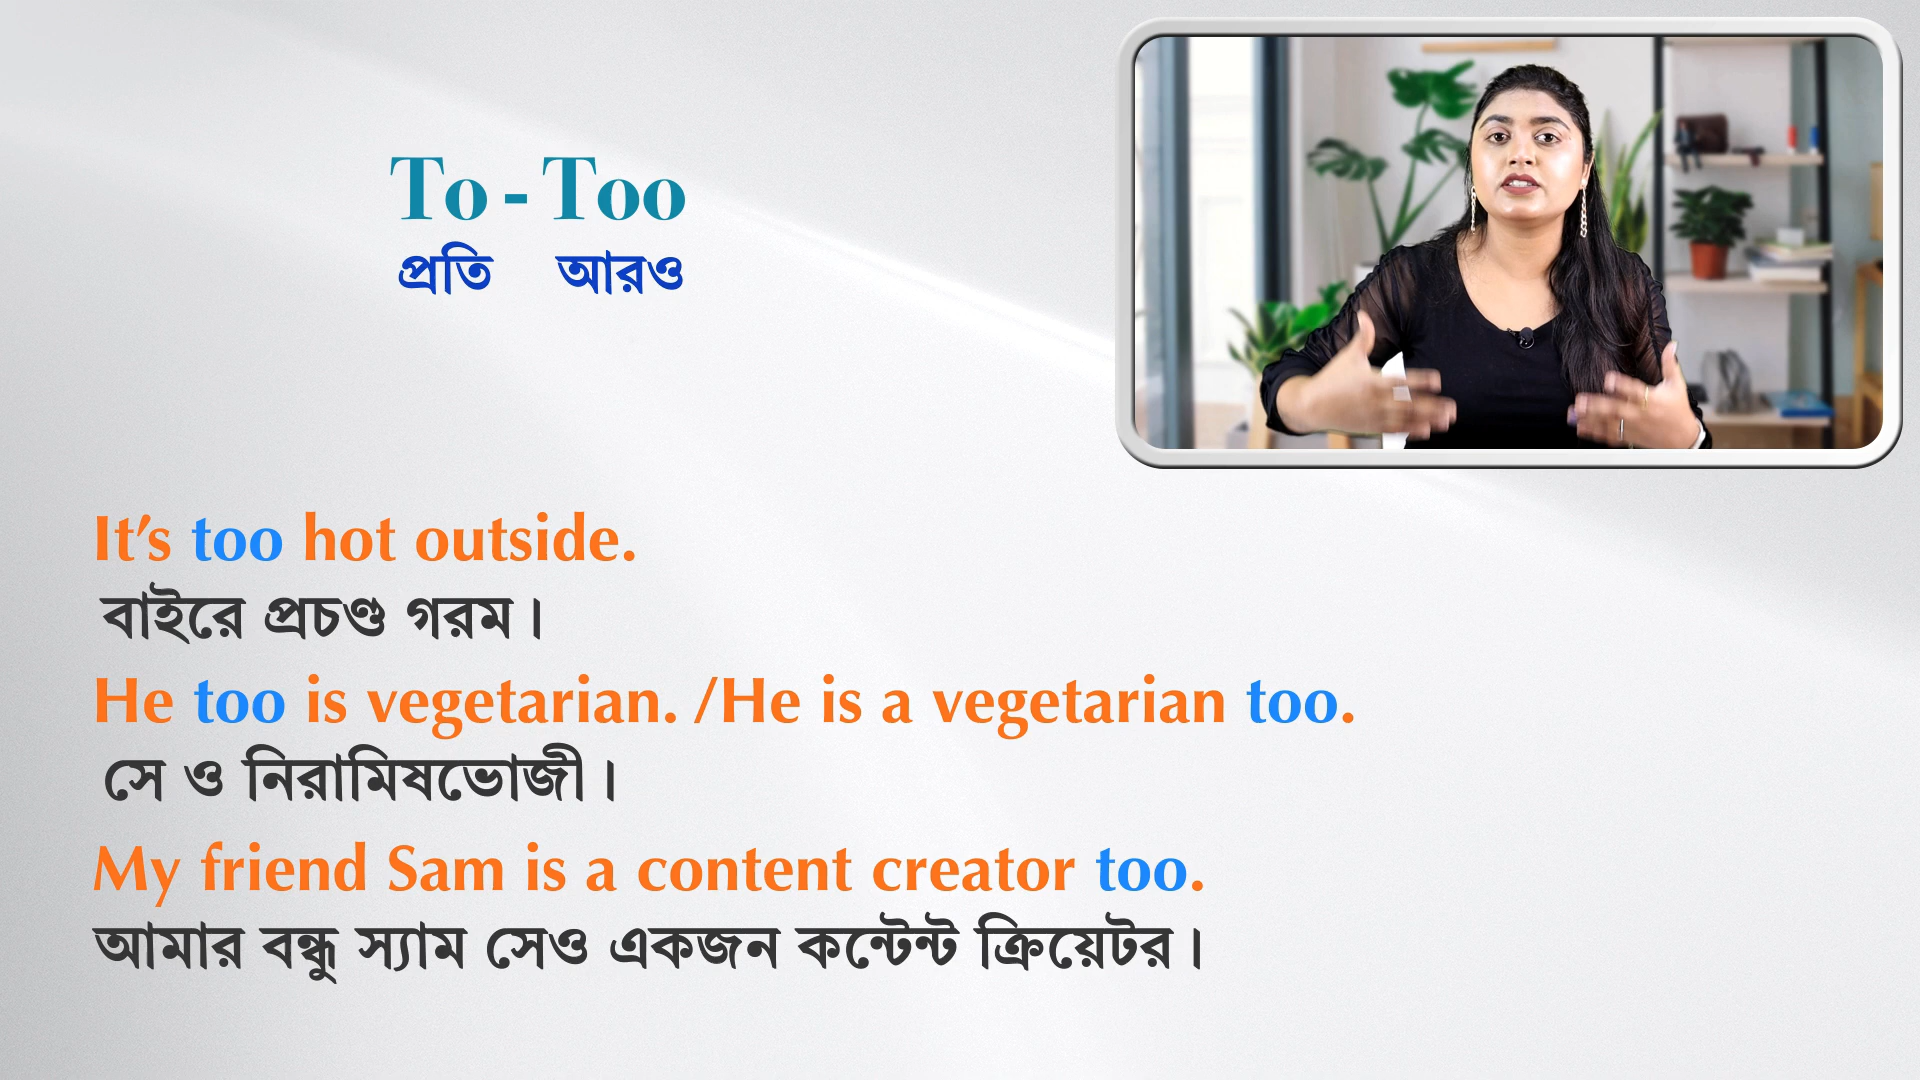 To - Too
প্রতি আরও
It’s too hot outside.
বাইরে প্রচণ্ড গরম।
He too is vegetarian. /He is a vegetarian too.
সে ও নিরামিষভোজী।
My friend Sam is a content creator too.
আমার বন্ধু স্যাম সেও একজন কন্টেন্ট ক্রিয়েটর।